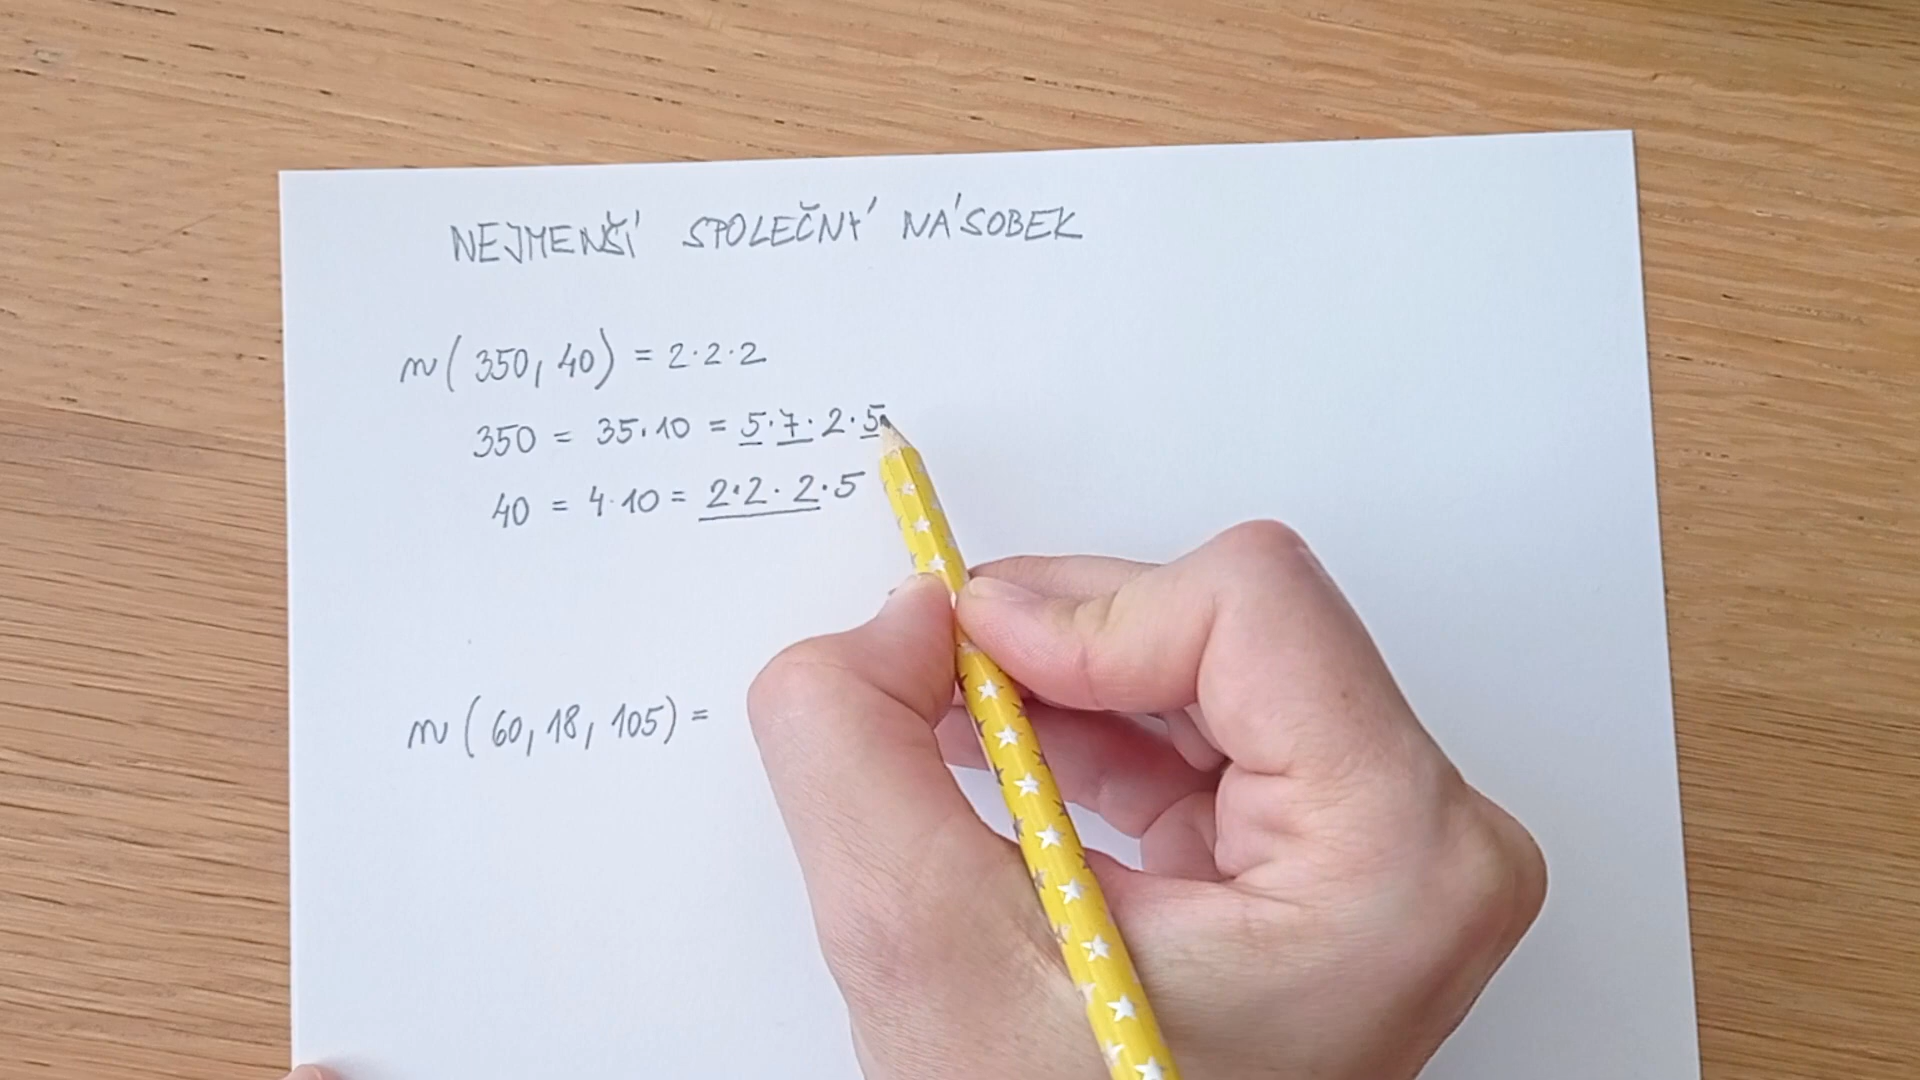 NEJMENŠÍ SPOLEČNÝ NÁSOBEK
n(350, 40) = 2·2·2
350 = 35·10 = 5·7·2·5
40 = 4·10 = 2·2·2·5
n(60, 18, 105) =